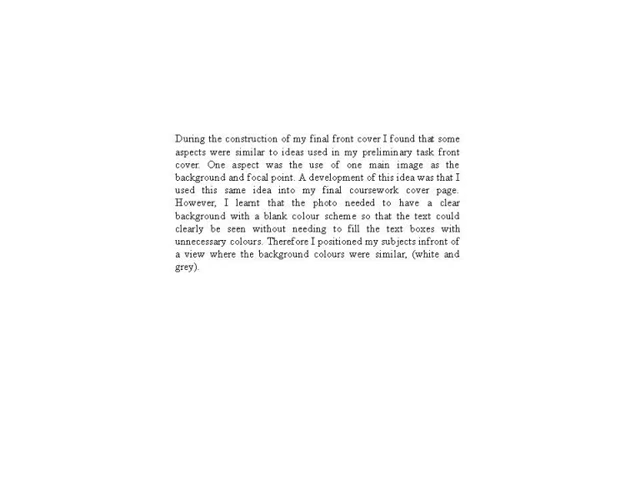 During the construction of my final front cover I found that some
aspects were similar to ideas used in my preliminary task front
cover. One aspect was the use of one main image as the
background and focal point. A development of this idea was that I
used this same idea into my final coursework cover page.
However, I learnt that the photo needed to have a clear
background with a blank colour scheme so that the text could
clearly be seen without needing to fill the text boxes with
unnecessary colours. Therefore I positioned my subjects infront of
a view where the background colours were similar, (white and
grey).